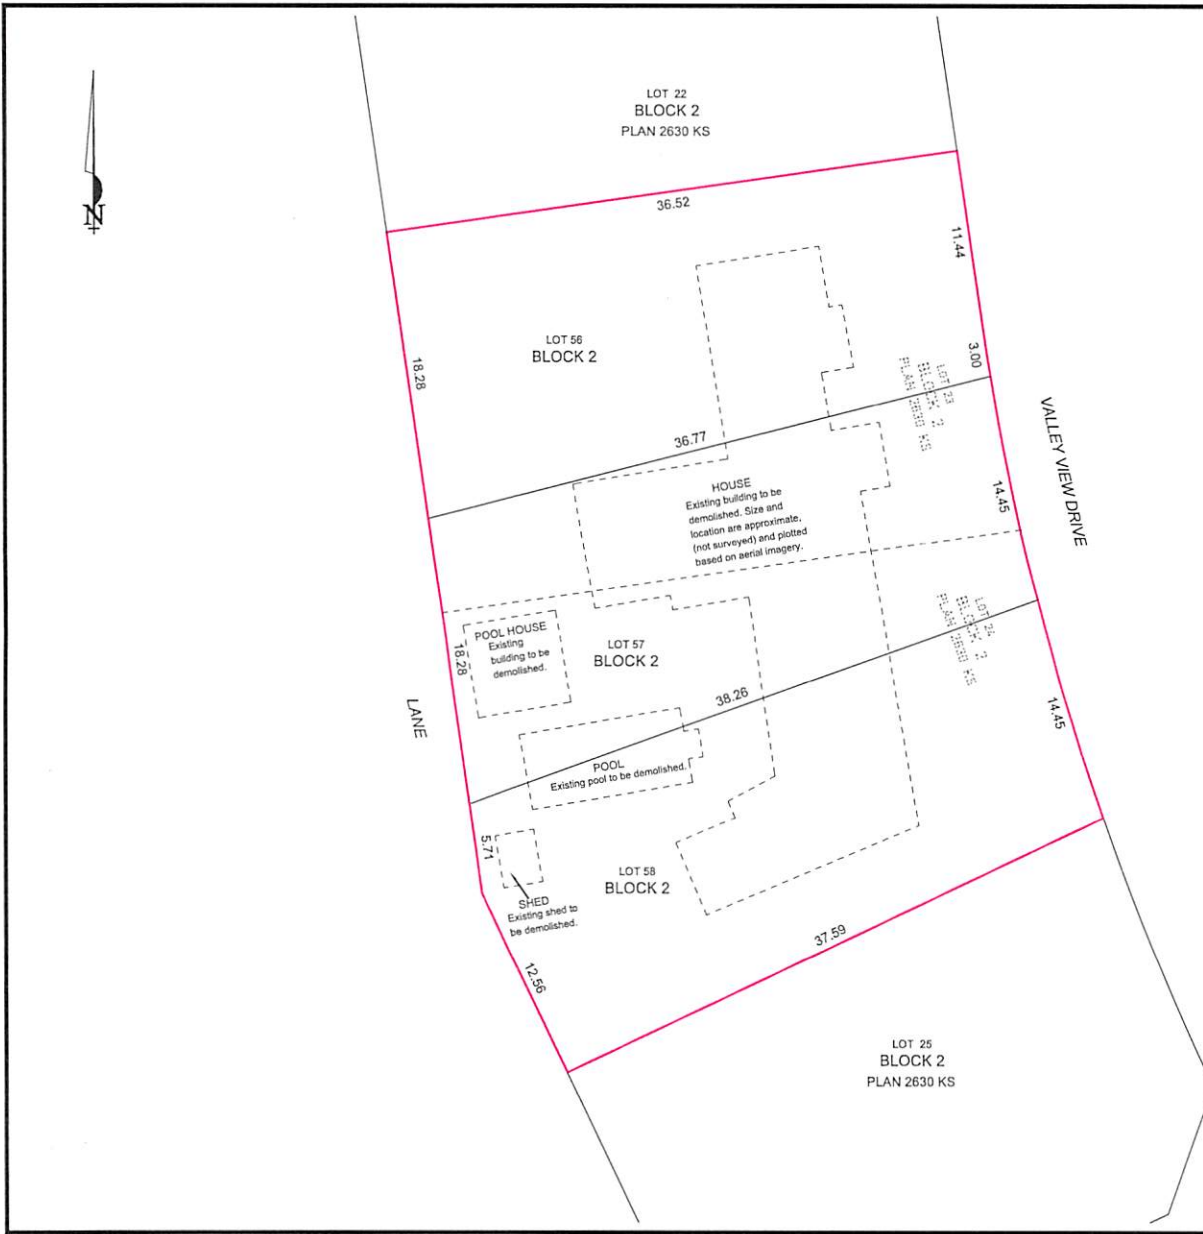 LOT 22
BLOCK 2
PLAN 2630 KS
N
36.52
11.44
LOT 56
BLOCK 2
18.28
3.00
LOT 23
BLOCK 2
PLAN 2630 KS
VALLEY VIEW DRIVE
36.77
HOUSE
Existing building to be
demolished. Size and
location are approximate,
(not surveyed) and plotted
based on aerial imagery.
14.45
POOL HOUSE
Existing
building to be
demolished.
18.28
LOT 57
BLOCK 2
LOT 24
BLOCK 2
PLAN 2630 KS
LANE
38.26
14.45
POOL
Existing pool to be demolished.
5.71
SHED
Existing shed to
be demolished.
LOT 58
BLOCK 2
12.56
37.59
LOT 25
BLOCK 2
PLAN 2630 KS